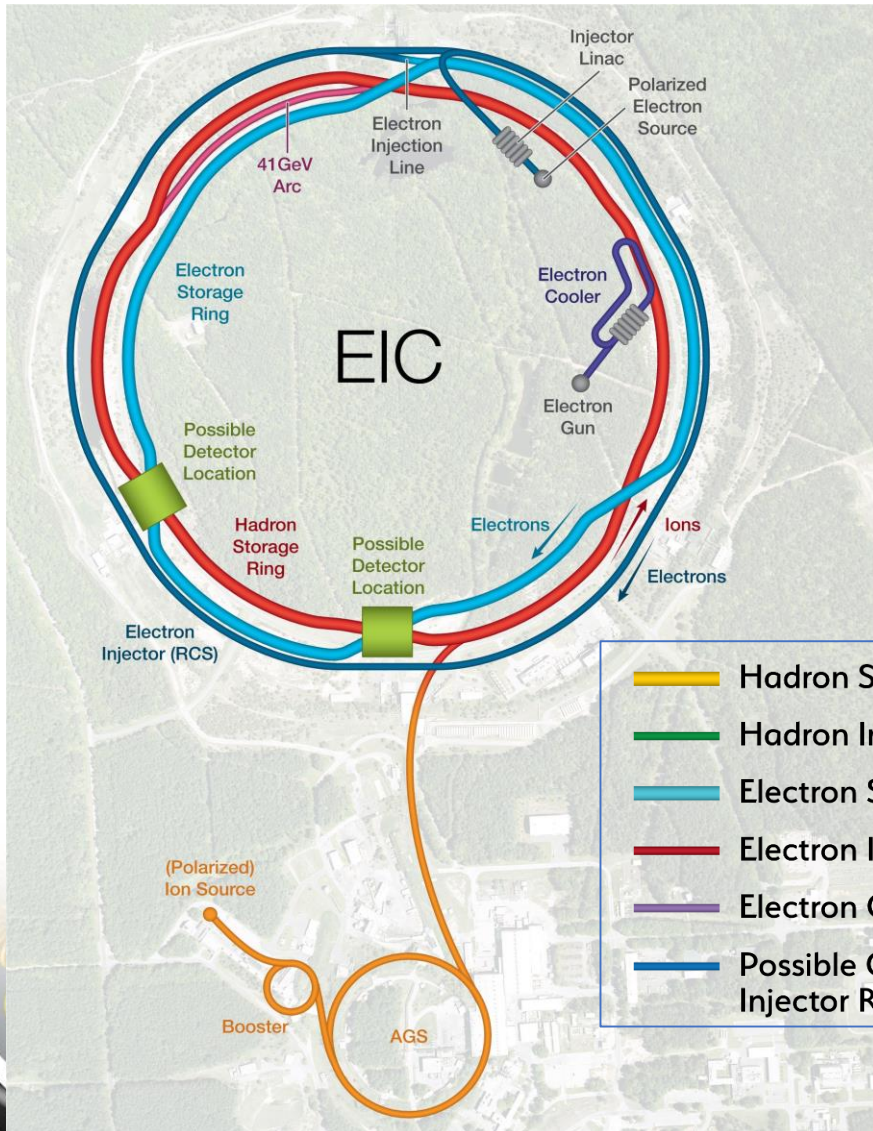 Injector
Linac
Polarized
Electron
Source
Electron
Injection
Line
41GeV
Arc
Electron
Storage
Ring
Electron
Cooler
EIC
Electron
Gun
Possible
Detector
Location
Electrons
Ions
Hadron
Storage
Ring
Possible
Detector
Location
Electrons
Electron
Injector (RCS)
Hadron S
Hadron
Electron S
Electron
(Polarized)
Ion Source
Electron
Possible
Injector R
Booster
AGS